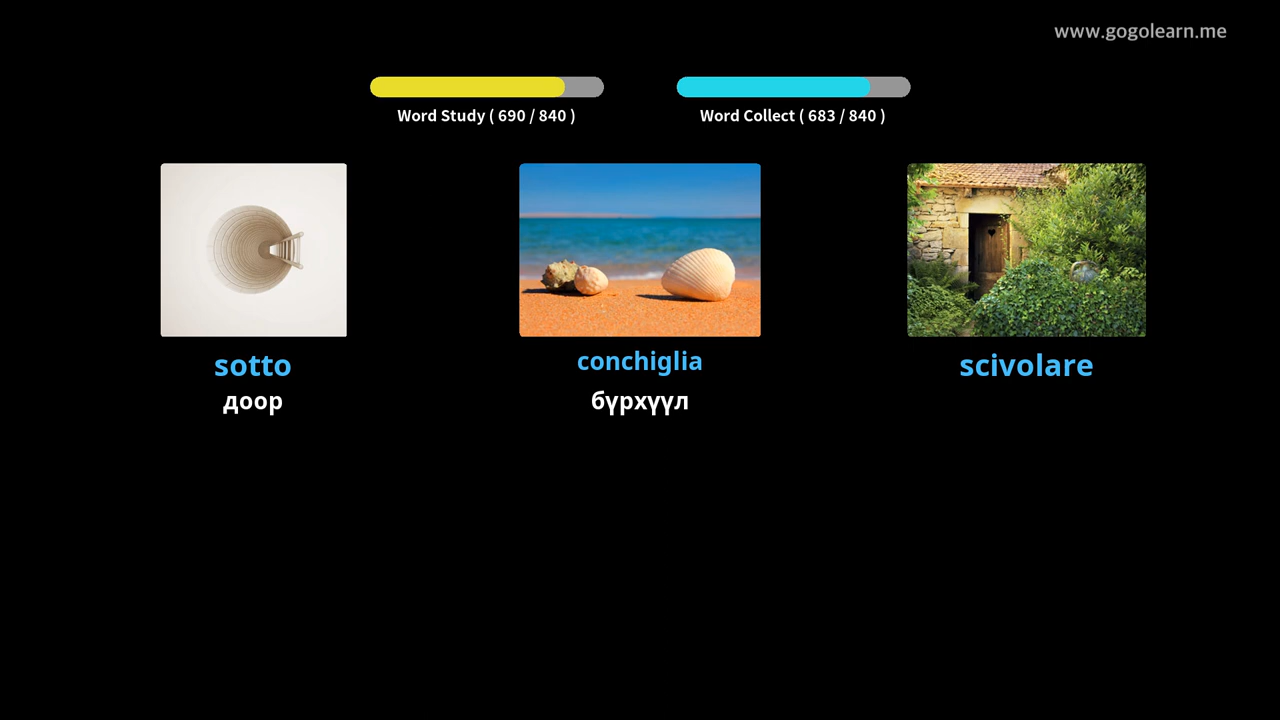 www.gogolearn.me
Word Study ( 690 / 840 )
Word Collect ( 683 / 840 )
sotto
доор
conchiglia
бүрхүүл
scivolare